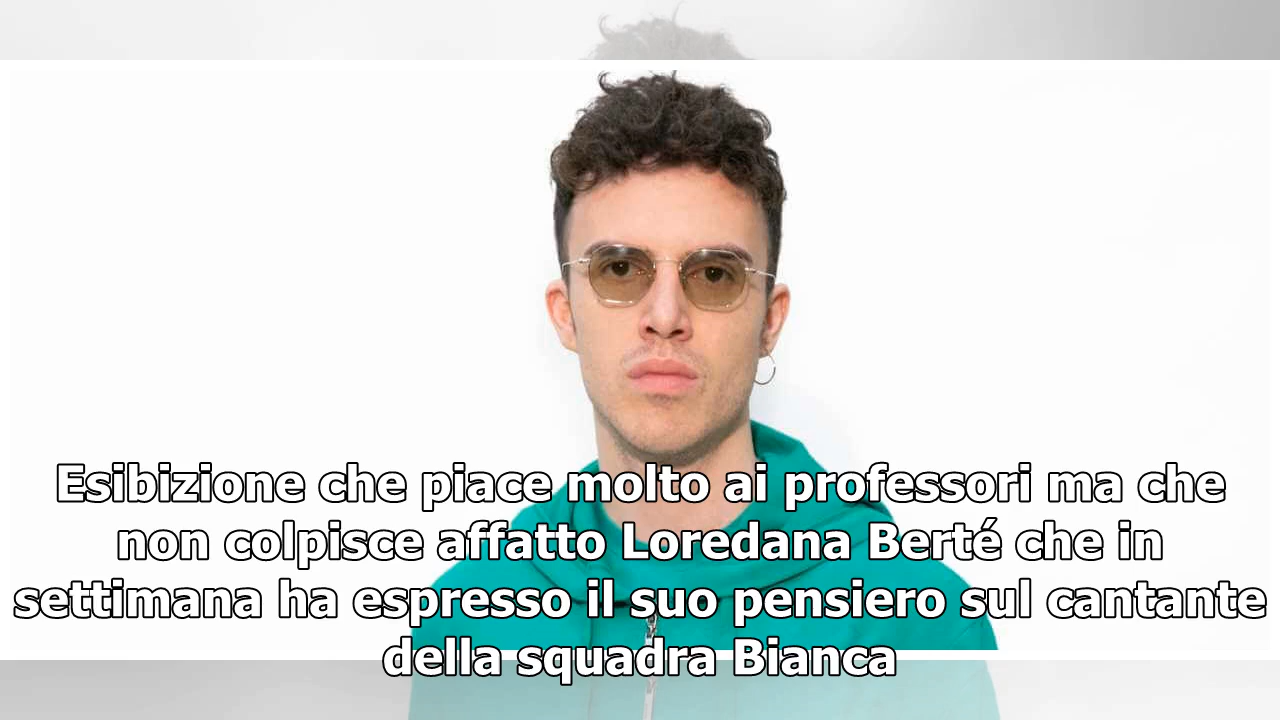 Esibizione che piace molto ai professori ma che
non colpisce affatto Loredana Berté che in
settimana ha espresso il suo pensiero sul cantante
della squadra Bianca